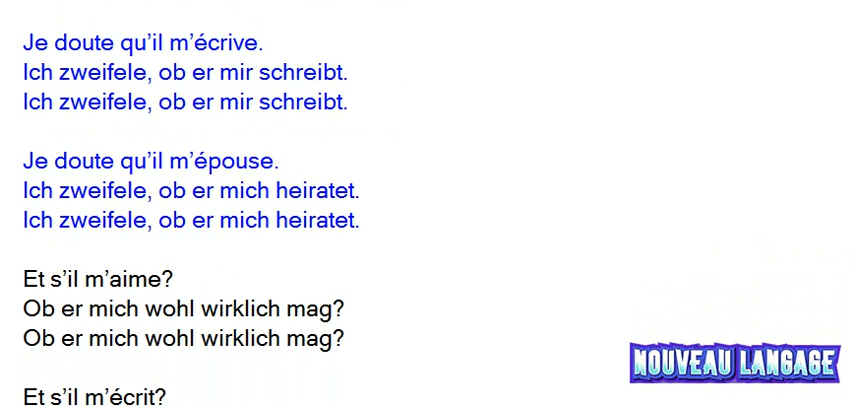 Je doute qu’il m’écrive.
Ich zweifele, ob er mir schreibt.
Ich zweifele, ob er mir schreibt.
Je doute qu’il m’épouse.
Ich zweifele, ob er mich heiratet.
Ich zweifele, ob er mich heiratet.
Et s’il m’aime?
Ob er mich wohl wirklich mag?
Ob er mich wohl wirklich mag?
NOUVEAU LANGAGE
Et s’il m’écrit?